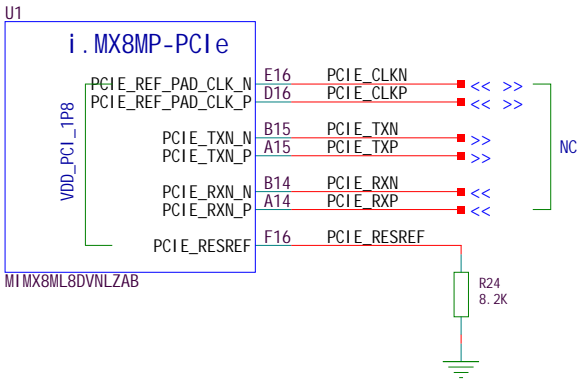 U1
i.MX8MP-PCIe
PCIE_REF_PAD_CLK_N E16 PCIE_CLKN << >>
PCIE_REF_PAD_CLK_P D16 PCIE_CLKP << >>
VDD_PCI_1P8
PCIE_TXN_N B15 PCIE_TXN >>
PCIE_TXN_P A15 PCIE_TXP >>
NC
PCIE_RXN_N B14 PCIE_RXN <<
PCIE_RXN_P A14 PCIE_RXP <<
PCIE_RESREF F16 PCIE_RESREF
MIMX8ML8DVNLZAB
R24
8.2K